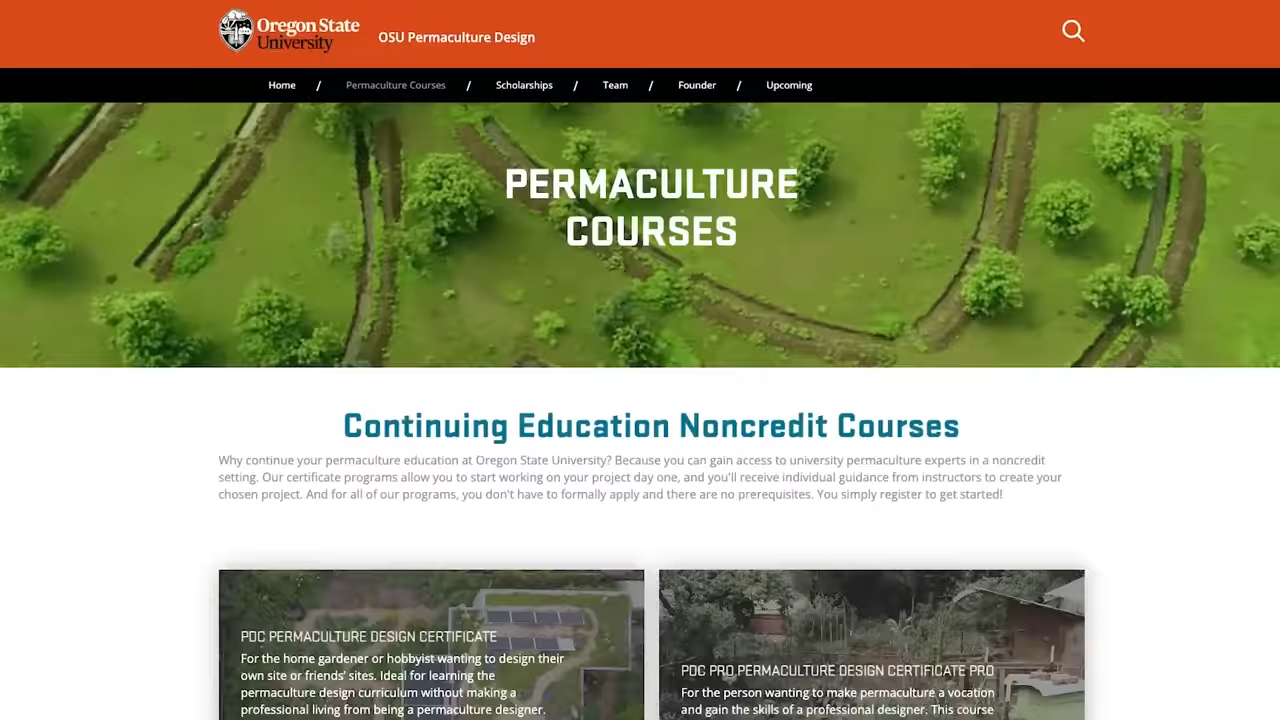 Oregon State
University
OSU Permaculture Design
Home / Permaculture Courses / Scholarships / Team / Founder / Upcoming
PERMACULTURE
COURSES
Continuing Education Noncredit Courses
Why continue your permaculture education at Oregon State University? Because you can gain access to university permaculture experts in a noncredit
setting. Our certificate programs allow you to start working on your project day one, and you'll receive individual guidance from instructors to create your
chosen project. And for all of our programs, you don't have to formally apply and there are no prerequisites. You simply register to get started!
PDC PERMACULTURE DESIGN CERTIFICATE
For the home gardener or hobbyist wanting to design their
own site or friends' sites. Ideal for learning the
permaculture design curriculum without making a
professional living from being a permaculture designer.
PDC PRO PERMACULTURE DESIGN CERTIFICATE PRO
For the person wanting to make permaculture a vocation
and gain the skills of a professional designer. This course